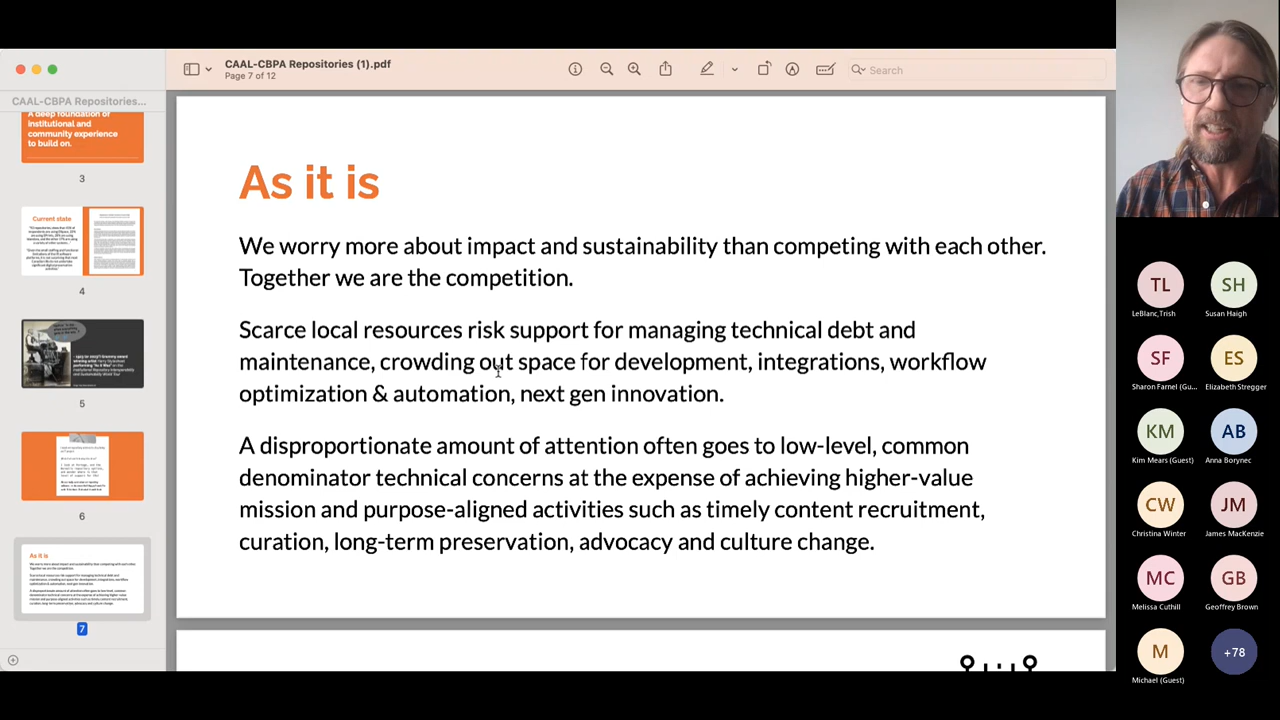 CAAL-CBPA Repositories (1).pdf
Page 7 of 12
Search
CAAL-CBPA Repositories...
A deep foundation of
institutional and
community experience
to build on.
3
Current state
4
5
6
As it is
7
As it is
We worry more about impact and sustainability than competing with each other.
Together we are the competition.
Scarce local resources risk support for managing technical debt and
maintenance, crowding out space for development, integrations, workflow
optimization & automation, next gen innovation.
A disproportionate amount of attention often goes to low-level, common
denominator technical concerns at the expense of achieving higher-value
mission and purpose-aligned activities such as timely content recruitment,
curation, long-term preservation, advocacy and culture change.
TL
LeBlanc,Trish
SH
Susan Haigh
SF
Sharon Farnel (Gu...
ES
Elizabeth Stregger
KM
Kim Mears (Guest)
AB
Anna Borynec
CW
Christina Winter
JM
James MacKenzie
MC
Melissa Cuthill
GB
Geoffrey Brown
M
Michael (Guest)
+78